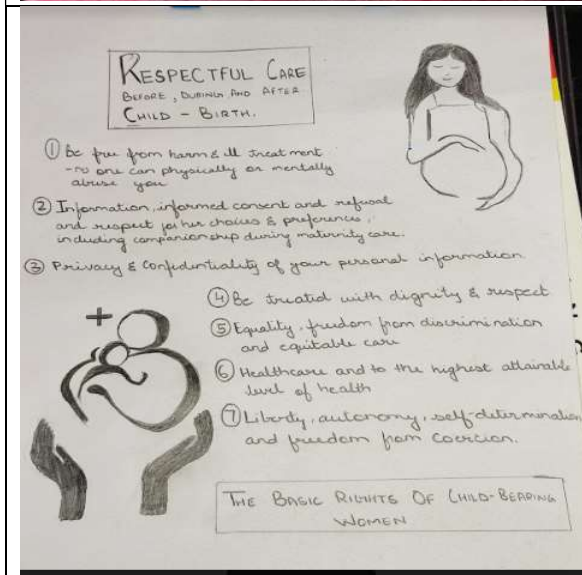 RESPECTFUL CARE
BEFORE, DURING AND AFTER
CHILD - BIRTH.
① Be free from harm & ill treatment
- no one can physically or mentally
abuse you
② Information, informed consent and refusal
and respect for her choices & preferences,
including companionship during maternity care.
③ Privacy & Confidentiality of your personal information.
④ Be treated with dignity & respect
⑤ Equality, freedom from discrimination
and equitable care
⑥ Healthcare and to the highest attainable
level of health
⑦ Liberty, autonomy, self-determination
and freedom from coercion.
THE BASIC RIGHTS OF CHILD-BEARING
WOMEN